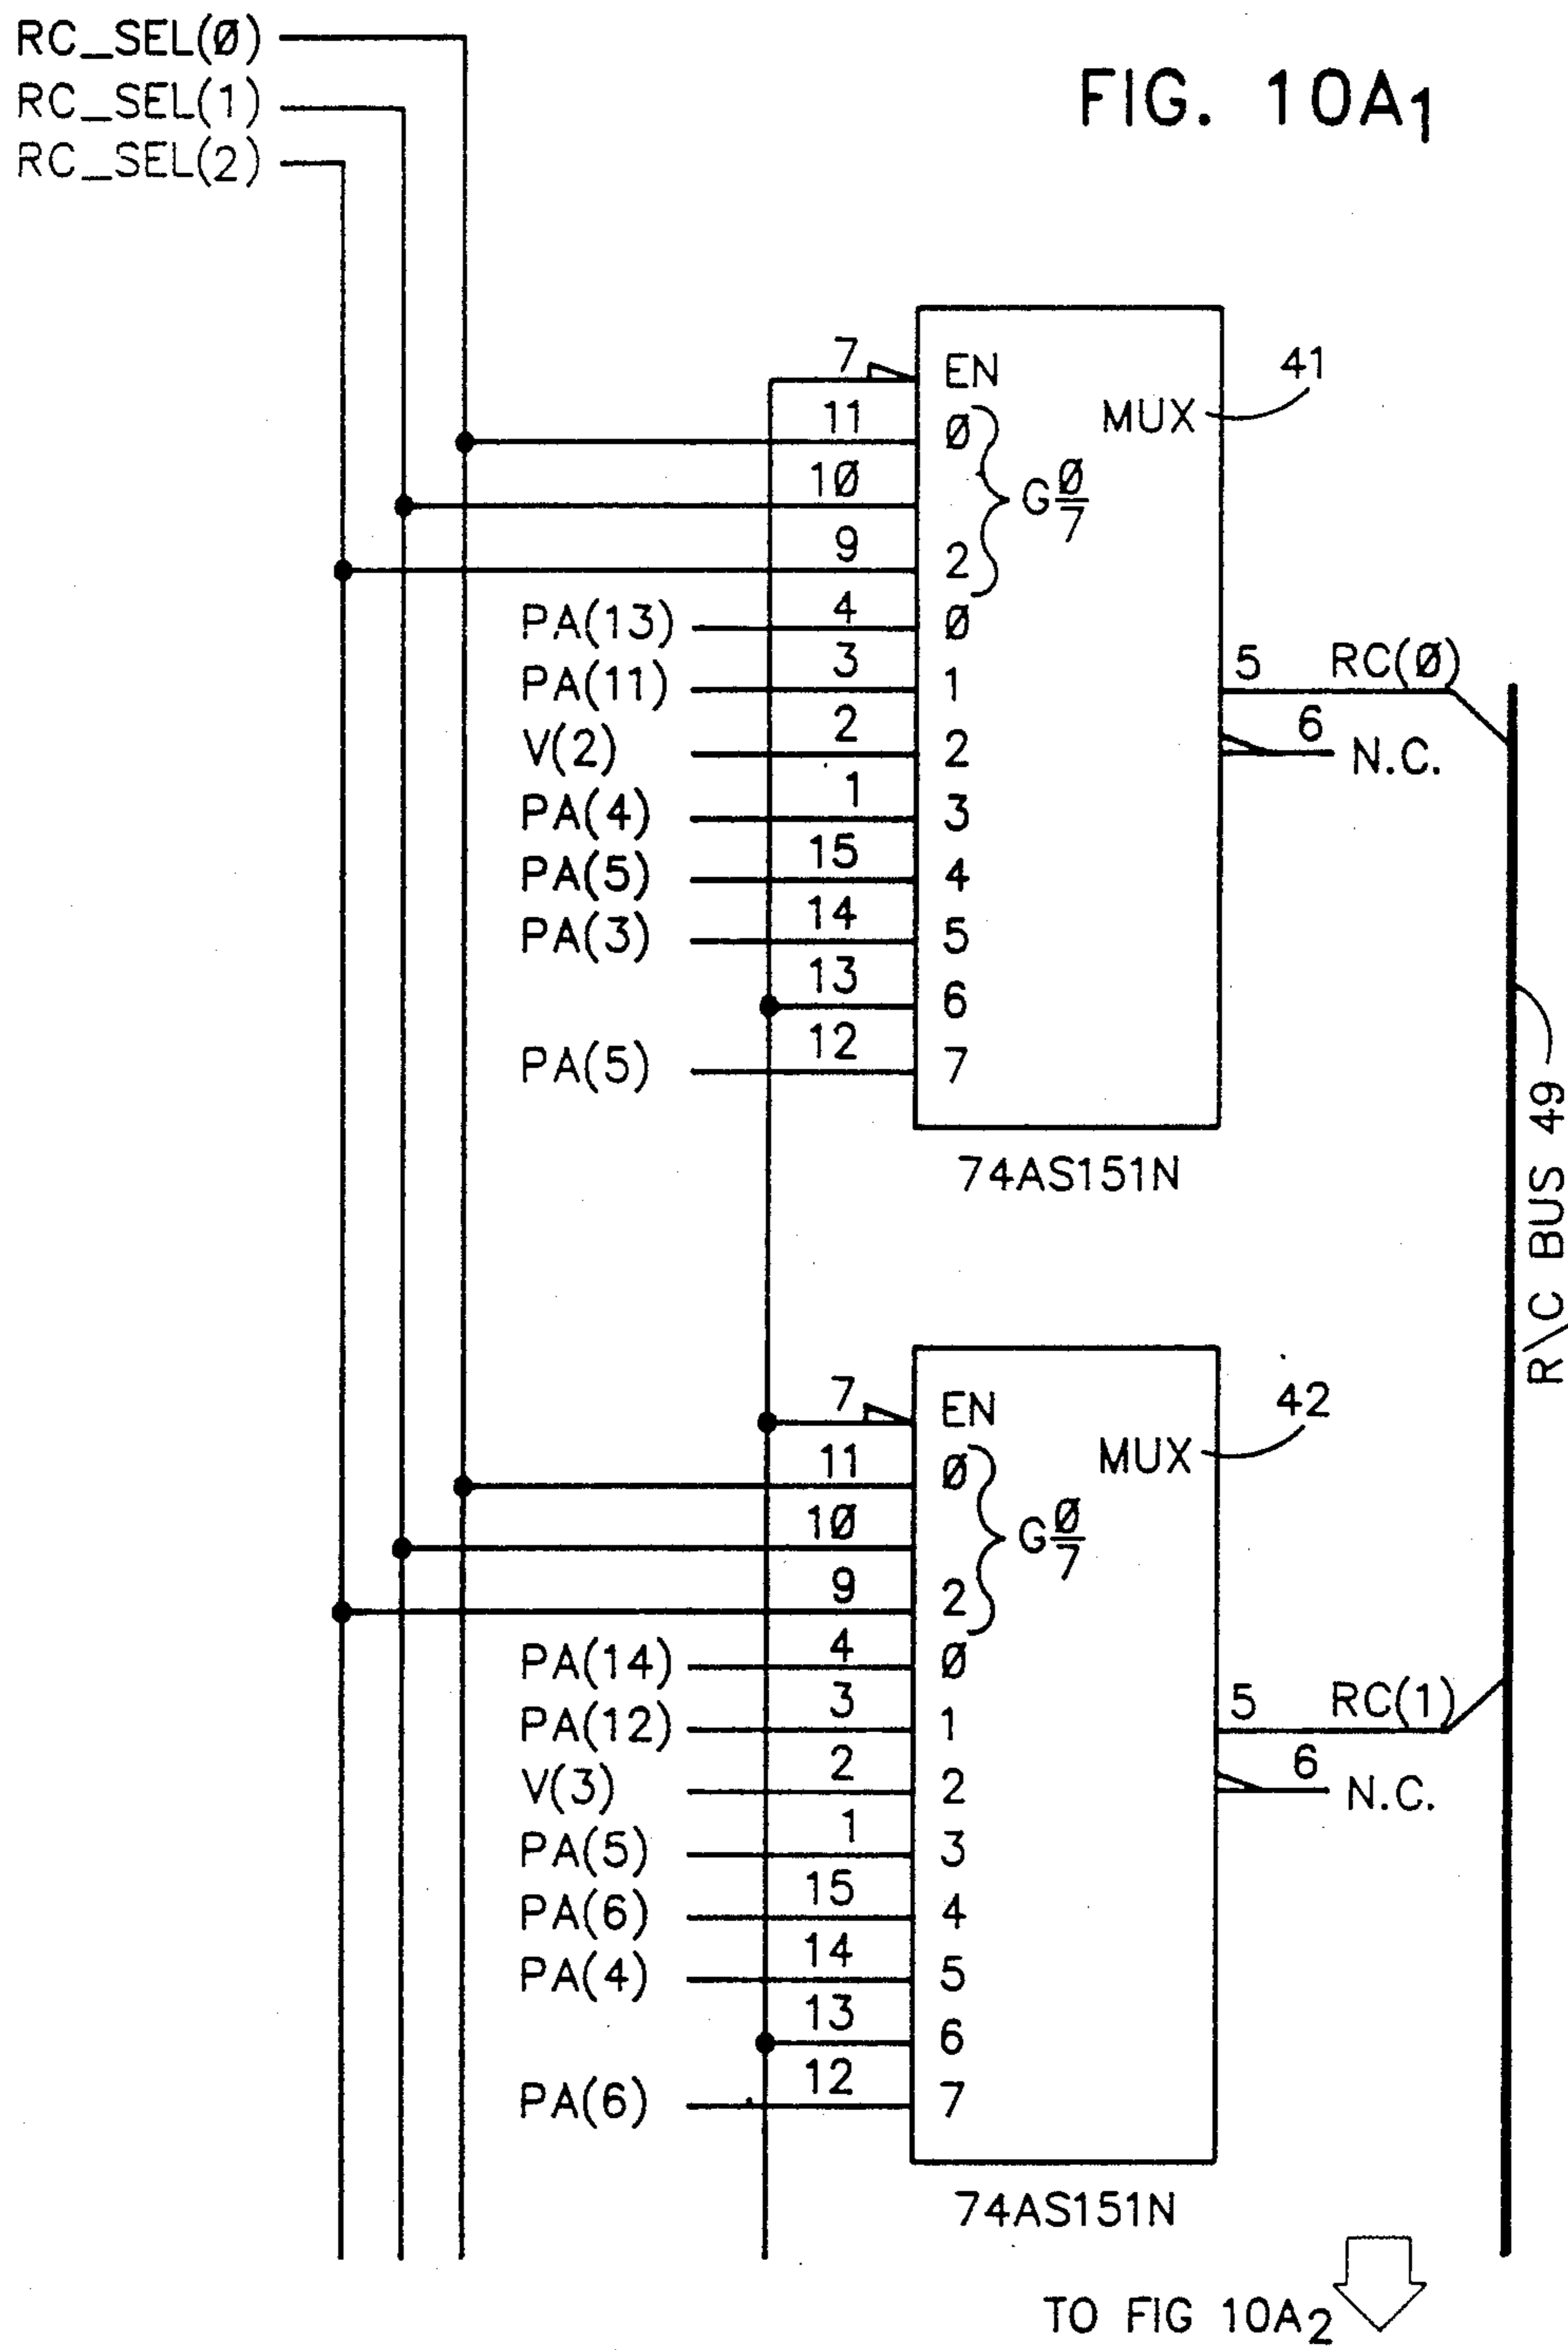 RC_SEL(Ø)
RC_SEL(1)
RC_SEL(2)
FIG. 10A1
7 EN
MUX 41
11 Ø
10
G Ø/7
9 2
PA(13) 4 Ø
PA(11) 3 1
V(2) 2 2
PA(4) 1 3
PA(5) 15 4
PA(3) 14 5
13 6
PA(5) 12 7
5 RC(Ø)
6 N.C.
74AS151N
R\C BUS 49
7 EN
MUX 42
11 Ø
1Ø
G Ø/7
9 2
PA(14) 4 Ø
PA(12) 3 1
V(3) 2 2
PA(5) 1 3
PA(6) 15 4
PA(4) 14 5
13 6
PA(6) 12 7
5 RC(1)
6 N.C.
74AS151N
TO FIG 10A2